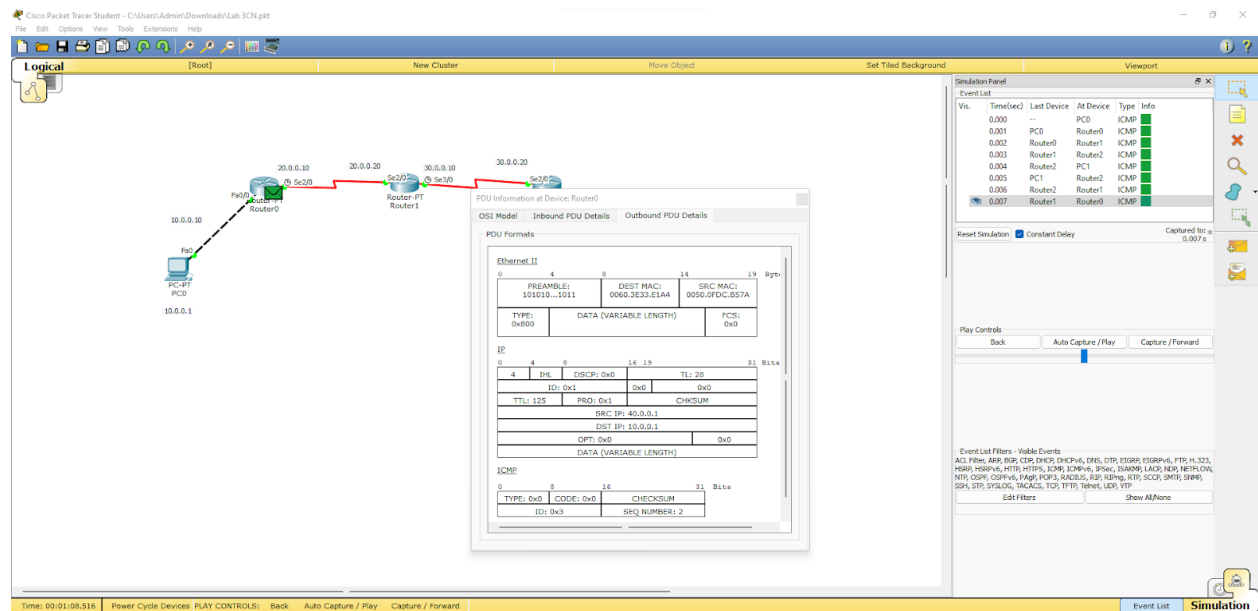 Cisco Packet Tracer Student - C:\Users\Admin\Downloads\Lab 3CN.pkt
File Edit Options View Tools Extensions Help
Logical [Root] New Cluster Move Object Set Tiled Background Viewport
Simulation Panel
Event List
Vis. Time(sec) Last Device At Device Type Info
0.000 -- PC0 ICMP
0.001 PC0 Router0 ICMP
0.002 Router0 Router1 ICMP
0.003 Router1 Router2 ICMP
0.004 Router2 PC1 ICMP
0.005 PC1 Router2 ICMP
0.006 Router2 Router1 ICMP
0.007 Router1 Router0 ICMP
Reset Simulation Constant Delay Captured to:
0.007 s
Play Controls
Back Auto Capture / Play Capture / Forward
Event List Filters - Visible Events
ACL Filter, ARP, BGP, CDP, DHCP, DHCPv6, DNS, DTP, EIGRP, EIGRPv6, FTP, H.323,
HSRP, HSRPv6, HTTP, HTTPS, ICMP, ICMPv6, IPSec, ISAKMP, LACP, NDP, NETFLOW,
NTP, OSPF, OSPFv6, PAgP, POP3, RADIUS, RIP, RIPng, RTP, SCCP, SMTP, SNMP,
SSH, STP, SYSLOG, TACACS, TCP, TFTP, Telnet, UDP, VTP
Edit Filters Show All/None
20.0.0.10
20.0.0.20
30.0.0.10
30.0.0.20
Fa0/0
Se2/0
Router0
Se2/0
Se3/0
Router-PT
Router1
Se2/0
10.0.0.10
Fa0
PC-PT
PC0
10.0.0.1
PDU Information at Device: Router0
OSI Model Inbound PDU Details Outbound PDU Details
PDU Formats
Ethernet II
0 4 8 14 19
PREAMBLE: DEST MAC: SRC MAC:
101010...1011 0060.3E33.E1A4 0050.0FDC.B57A
TYPE: DATA (VARIABLE LENGTH) FCS:
0x800 0x0
IP
0 4 8 16 19 31 Bits
4 IHL DSCP: 0x0 TL: 28
ID: 0x1 0x0 0x0
TTL: 125 PRO: 0x1 CHKSUM
SRC IP: 40.0.0.1
DST IP: 10.0.0.1
OPT: 0x0 0x0
DATA (VARIABLE LENGTH)
ICMP
0 8 16 31 Bits
TYPE: 0x0 CODE: 0x0 CHECKSUM
ID: 0x3 SEQ NUMBER: 2
Time: 00:01:08.516 Power Cycle Devices PLAY CONTROLS: Back Auto Capture / Play Capture / Forward
Event List Simulation